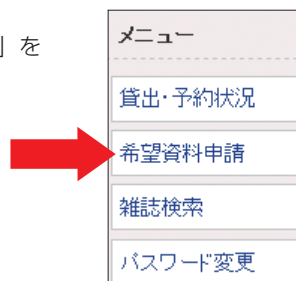 」を
メニュー
貸出・予約状況
希望資料申請
雑誌検索
パスワード変更